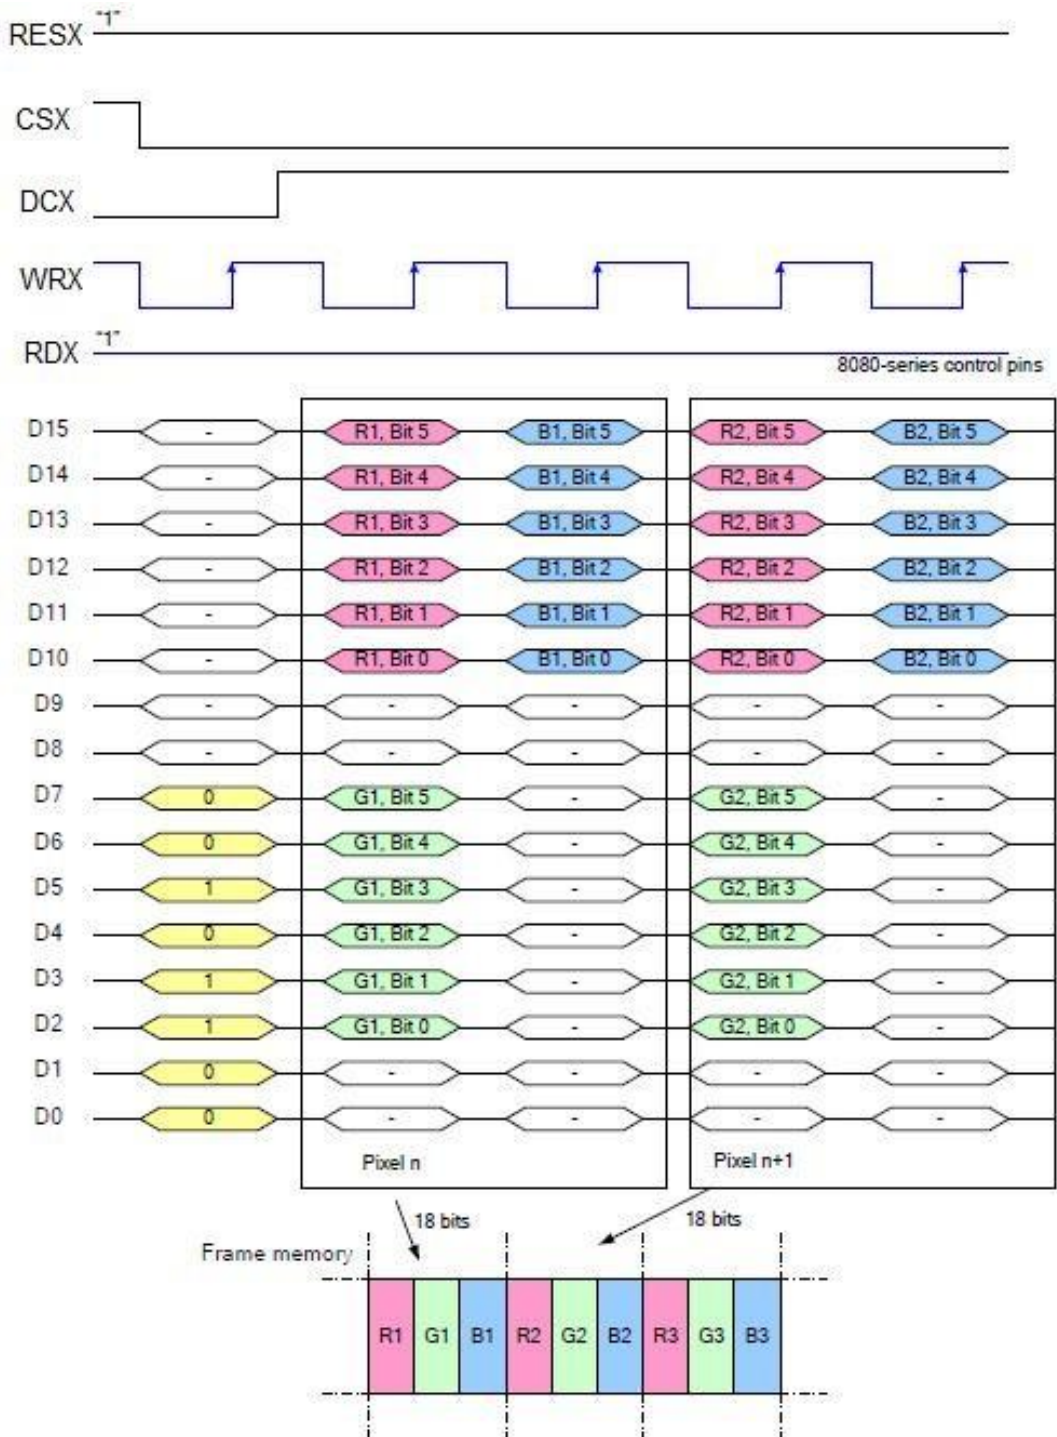 RESX "1"
CSX
DCX
WRX
RDX "1"
8080-series control pins
D15 - R1, Bit 5 B1, Bit 5 R2, Bit 5 B2, Bit 5
D14 - R1, Bit 4 B1, Bit 4 R2, Bit 4 B2, Bit 4
D13 - R1, Bit 3 B1, Bit 3 R2, Bit 3 B2, Bit 3
D12 - R1, Bit 2 B1, Bit 2 R2, Bit 2 B2, Bit 2
D11 - R1, Bit 1 B1, Bit 1 R2, Bit 1 B2, Bit 1
D10 - R1, Bit 0 B1, Bit 0 R2, Bit 0 B2, Bit 0
D9 - - - - -
D8 - - - - -
D7 0 G1, Bit 5 - G2, Bit 5 -
D6 0 G1, Bit 4 - G2, Bit 4 -
D5 1 G1, Bit 3 - G2, Bit 3 -
D4 0 G1, Bit 2 - G2, Bit 2 -
D3 1 G1, Bit 1 - G2, Bit 1 -
D2 1 G1, Bit 0 - G2, Bit 0 -
D1 0 - - - -
D0 0 - - - -
Pixel n Pixel n+1
18 bits 18 bits
Frame memory
R1 G1 B1 R2 G2 B2 R3 G3 B3